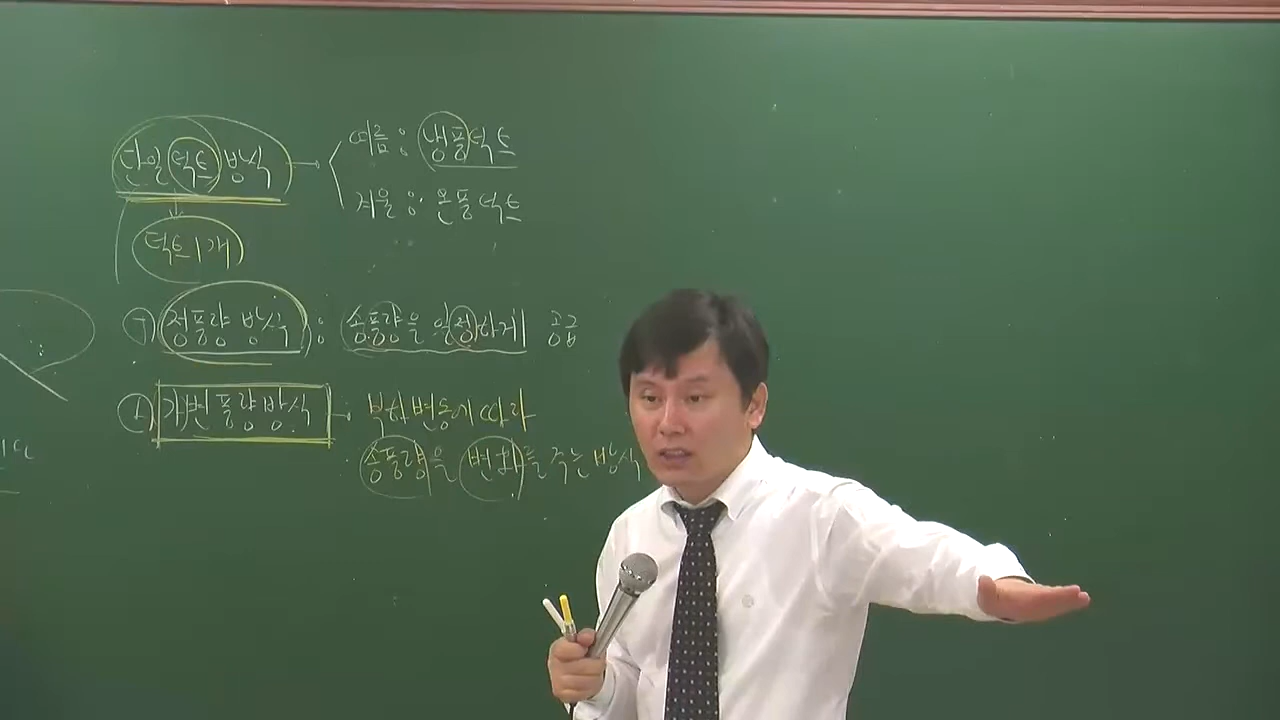 단일덕트방식 → 여름 : 냉풍덕트
겨울 : 온풍덕트
덕트1개
㉠ 정풍량 방식 : 송풍량을 일정하게 공급
㉡ 가변풍량방식 → 부하변동에 따라
송풍량을 변화를 주는 방식